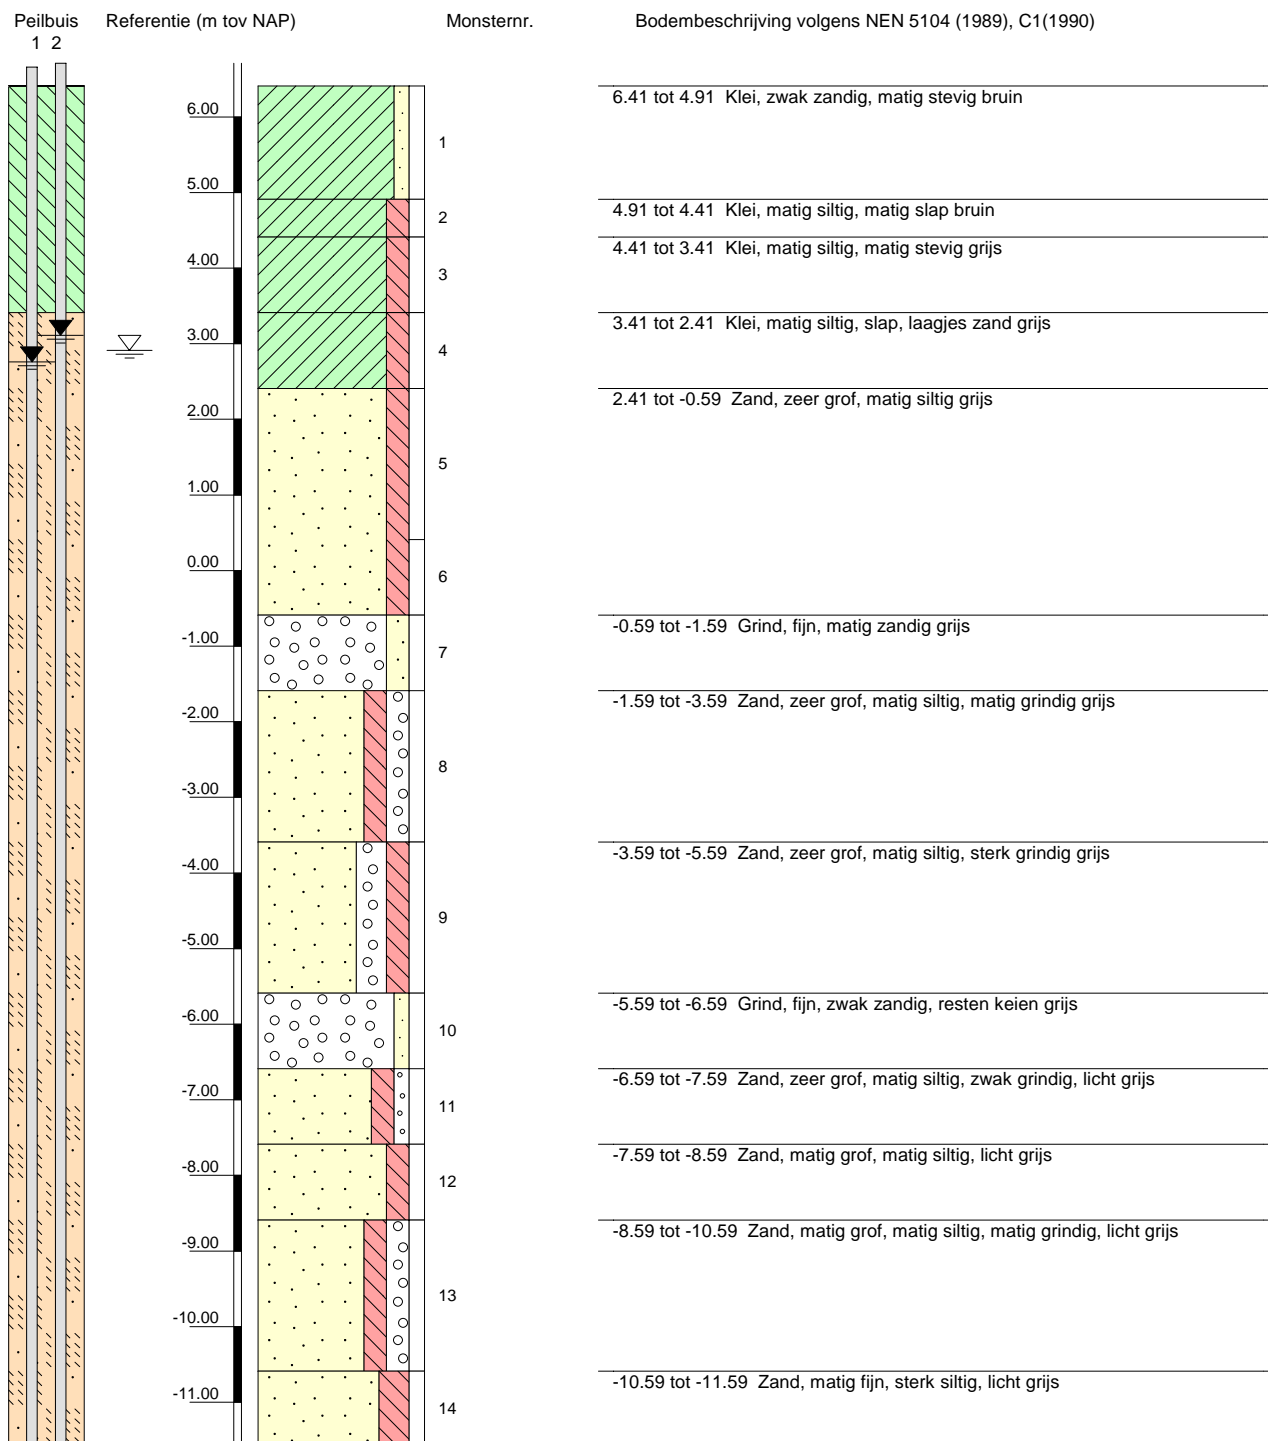 Peilbuis Referentie (m tov NAP) Monsternr. Bodembeschrijving volgens NEN 5104 (1989), C1(1990)
1 2
6.41 tot 4.91 Klei, zwak zandig, matig stevig bruin
6.00
1
5.00
4.91 tot 4.41 Klei, matig siltig, matig slap bruin
2
4.41 tot 3.41 Klei, matig siltig, matig stevig grijs
4.00
3
3.41 tot 2.41 Klei, matig siltig, slap, laagjes zand grijs
3.00
4
2.41 tot -0.59 Zand, zeer grof, matig siltig grijs
2.00
5
1.00
0.00
6
-0.59 tot -1.59 Grind, fijn, matig zandig grijs
-1.00
7
-1.59 tot -3.59 Zand, zeer grof, matig siltig, matig grindig grijs
-2.00
8
-3.00
-3.59 tot -5.59 Zand, zeer grof, matig siltig, sterk grindig grijs
-4.00
9
-5.00
-5.59 tot -6.59 Grind, fijn, zwak zandig, resten keien grijs
-6.00
10
-6.59 tot -7.59 Zand, zeer grof, matig siltig, zwak grindig, licht grijs
-7.00
11
-7.59 tot -8.59 Zand, matig grof, matig siltig, licht grijs
-8.00
12
-8.59 tot -10.59 Zand, matig grof, matig siltig, matig grindig, licht grijs
-9.00
13
-10.00
-10.59 tot -11.59 Zand, matig fijn, sterk siltig, licht grijs
-11.00
14